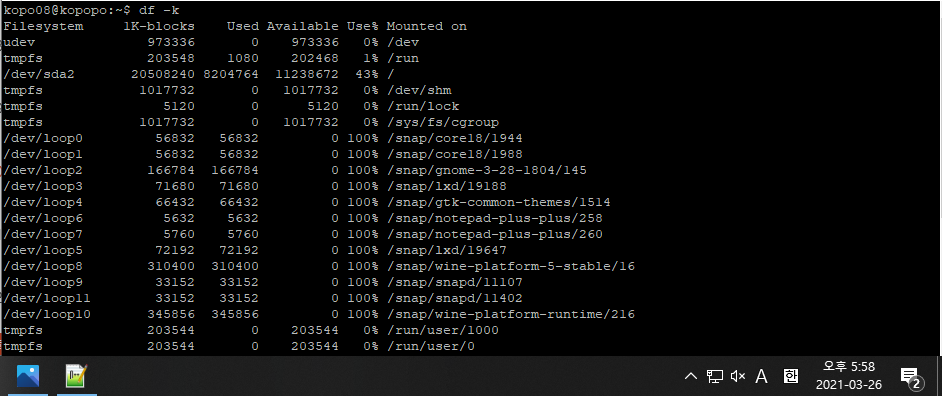 kopo08@kopopo:~$ df -k
Filesystem     1K-blocks    Used Available Use% Mounted on
udev              973336       0    973336   0% /dev
tmpfs             203548    1080    202468   1% /run
/dev/sda2       20508240 8204764  11238672  43% /
tmpfs            1017732       0   1017732   0% /dev/shm
tmpfs               5120       0      5120   0% /run/lock
tmpfs            1017732       0   1017732   0% /sys/fs/cgroup
/dev/loop0         56832   56832         0 100% /snap/core18/1944
/dev/loop1         56832   56832         0 100% /snap/core18/1988
/dev/loop2        166784  166784         0 100% /snap/gnome-3-28-1804/145
/dev/loop3         71680   71680         0 100% /snap/lxd/19188
/dev/loop4         66432   66432         0 100% /snap/gtk-common-themes/1514
/dev/loop6          5632    5632         0 100% /snap/notepad-plus-plus/258
/dev/loop7          5760    5760         0 100% /snap/notepad-plus-plus/260
/dev/loop5         72192   72192         0 100% /snap/lxd/19647
/dev/loop8        310400  310400         0 100% /snap/wine-platform-5-stable/16
/dev/loop9         33152   33152         0 100% /snap/snapd/11107
/dev/loop11        33152   33152         0 100% /snap/snapd/11402
/dev/loop10       345856  345856         0 100% /snap/wine-platform-runtime/216
tmpfs             203544       0    203544   0% /run/user/1000
tmpfs             203544       0    203544   0% /run/user/0
A 한 오후 5:58
2021-03-26
2